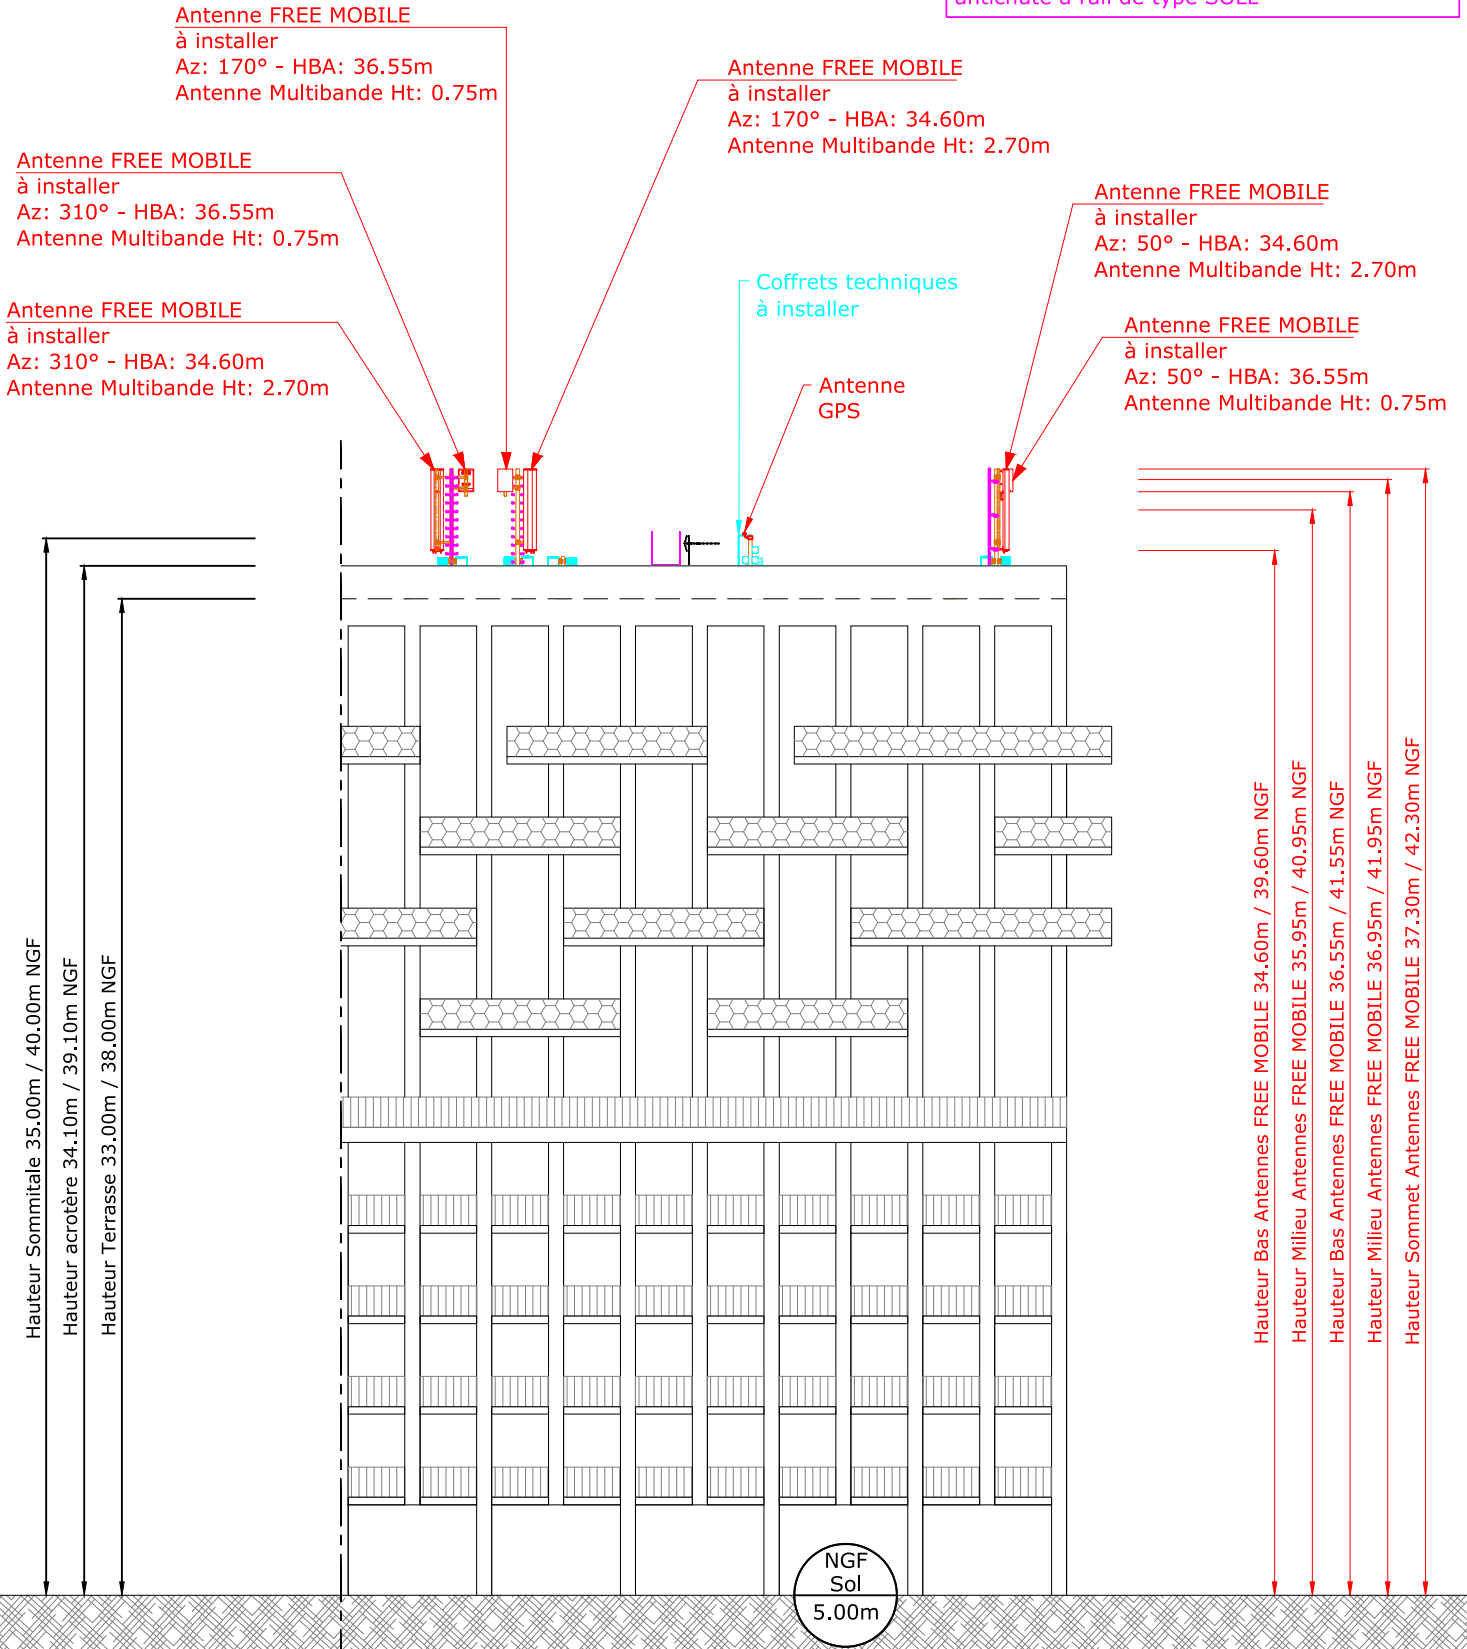 antichute à rail de type SOLL
Antenne FREE MOBILE
à installer
Az: 170° - HBA: 36.55m
Antenne Multibande Ht: 0.75m
Antenne FREE MOBILE
à installer
Az: 170° - HBA: 34.60m
Antenne Multibande Ht: 2.70m
Antenne FREE MOBILE
à installer
Az: 310° - HBA: 36.55m
Antenne Multibande Ht: 0.75m
Antenne FREE MOBILE
à installer
Az: 50° - HBA: 34.60m
Antenne Multibande Ht: 2.70m
Coffrets techniques
à installer
Antenne FREE MOBILE
à installer
Az: 310° - HBA: 34.60m
Antenne Multibande Ht: 2.70m
Antenne FREE MOBILE
à installer
Az: 50° - HBA: 36.55m
Antenne Multibande Ht: 0.75m
Antenne
GPS
Hauteur Sommitale 35.00m / 40.00m NGF
Hauteur acrotère 34.10m / 39.10m NGF
Hauteur Terrasse 33.00m / 38.00m NGF
Hauteur Bas Antennes FREE MOBILE 34.60m / 39.60m NGF
Hauteur Milieu Antennes FREE MOBILE 35.95m / 40.95m NGF
Hauteur Bas Antennes FREE MOBILE 36.55m / 41.55m NGF
Hauteur Milieu Antennes FREE MOBILE 36.95m / 41.95m NGF
Hauteur Sommet Antennes FREE MOBILE 37.30m / 42.30m NGF
NGF
Sol
5.00m